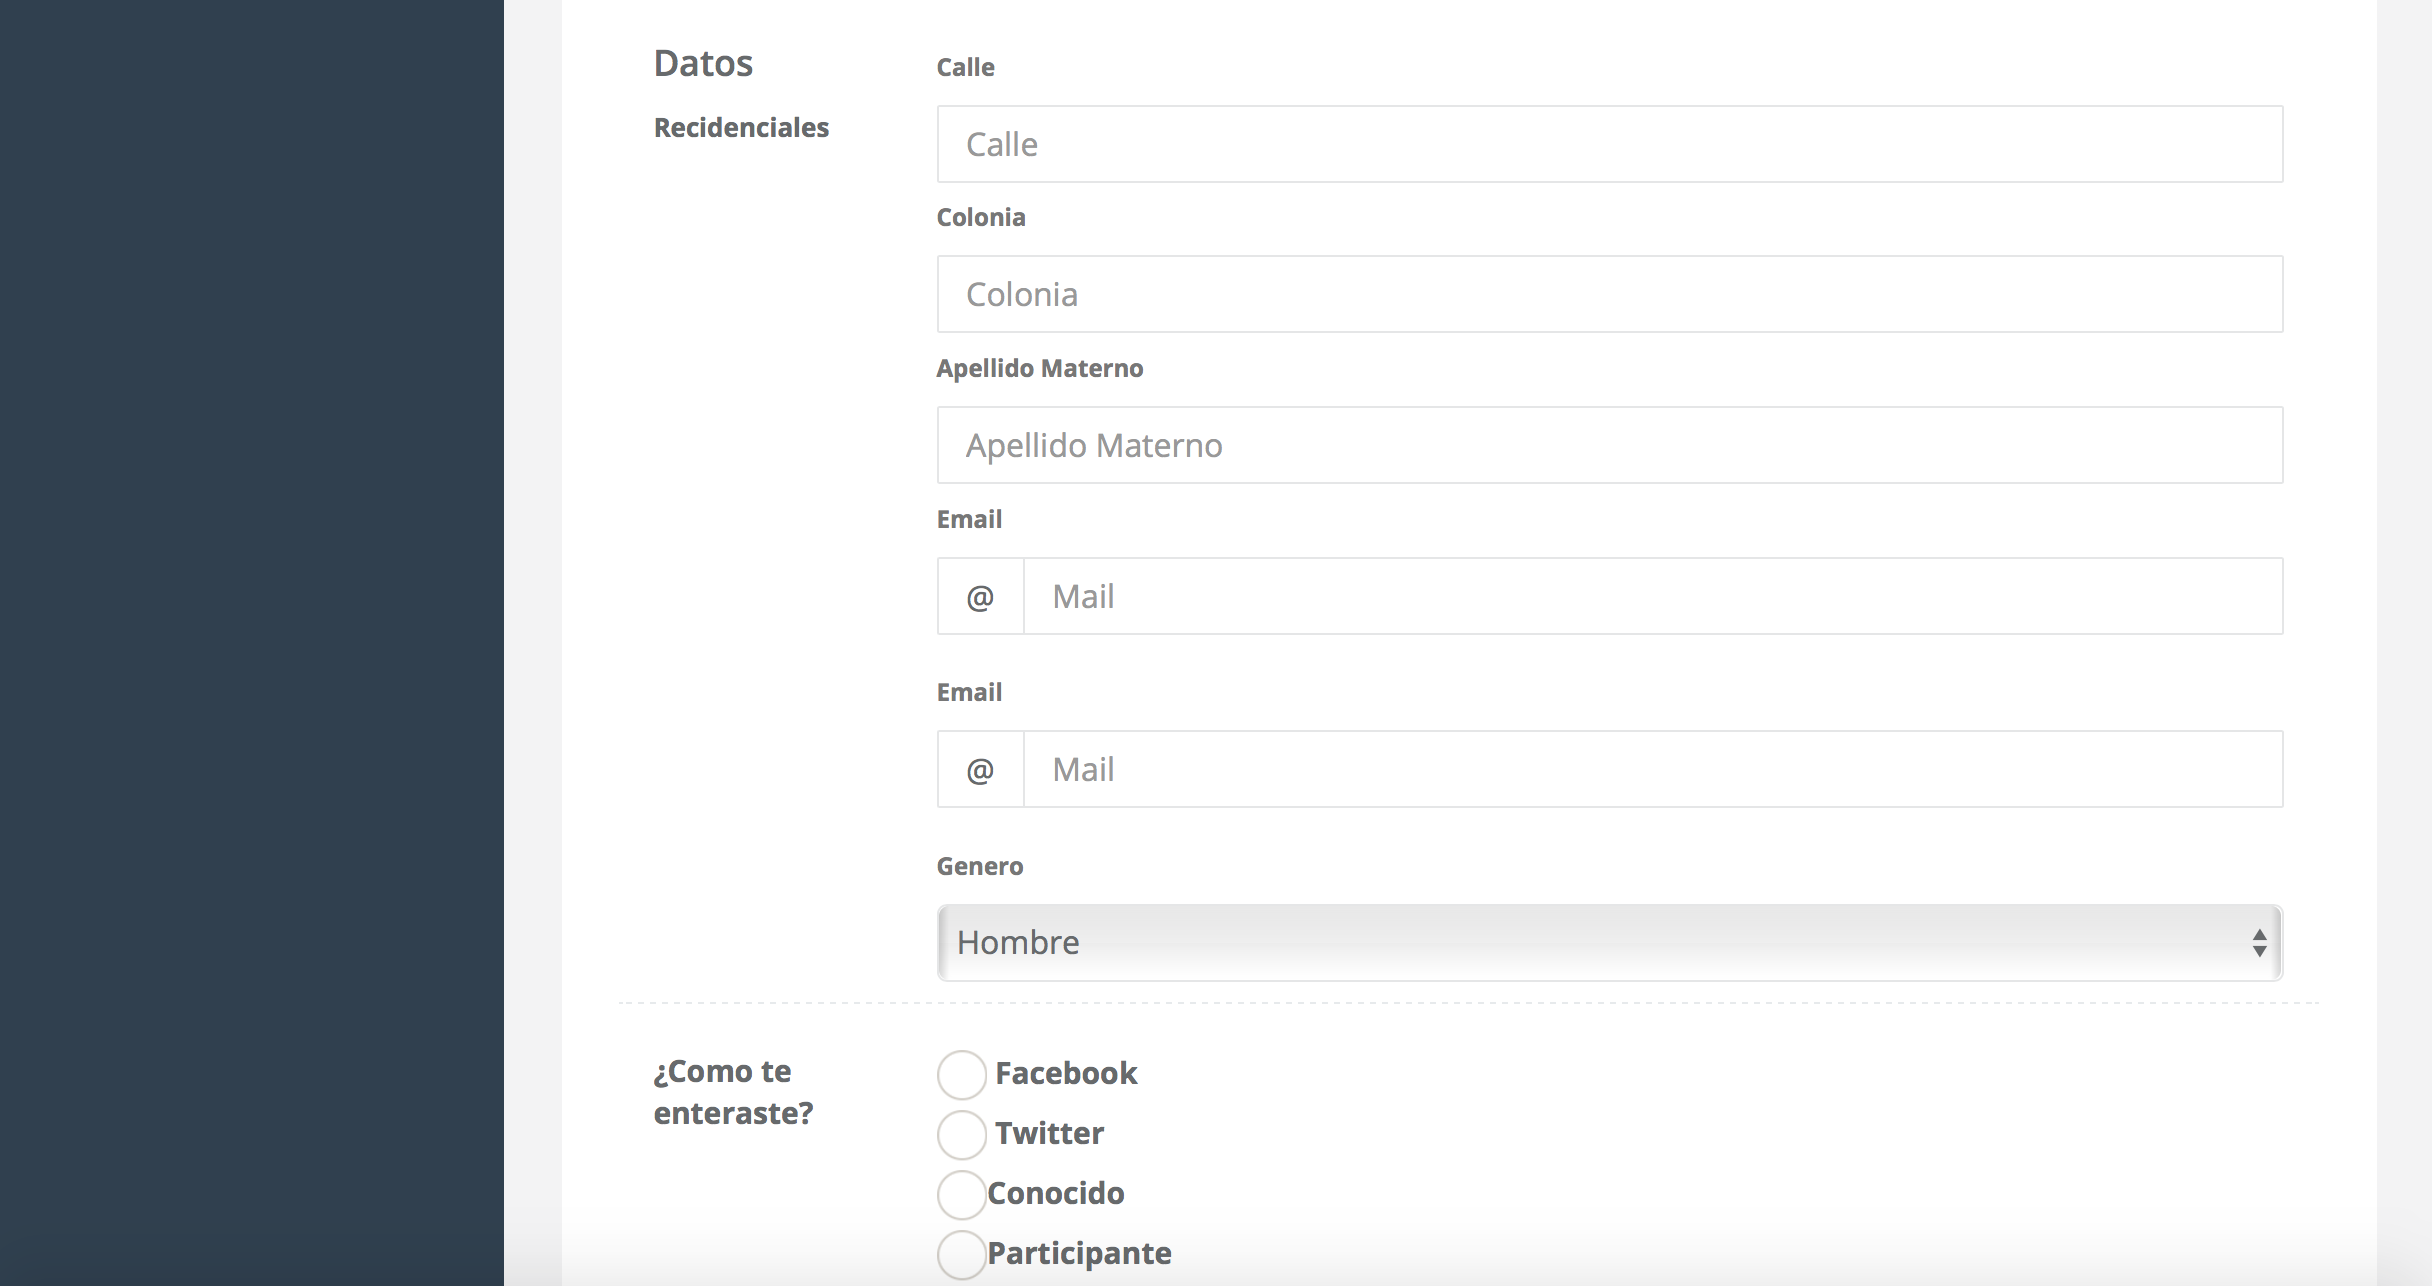 Datos
Recidenciales
Calle
Calle
Colonia
Colonia
Apellido Materno
Apellido Materno
Email
@ Mail
Email
@ Mail
Genero
Hombre
¿Como te
enteraste?
Facebook
Twitter
Conocido
Participante